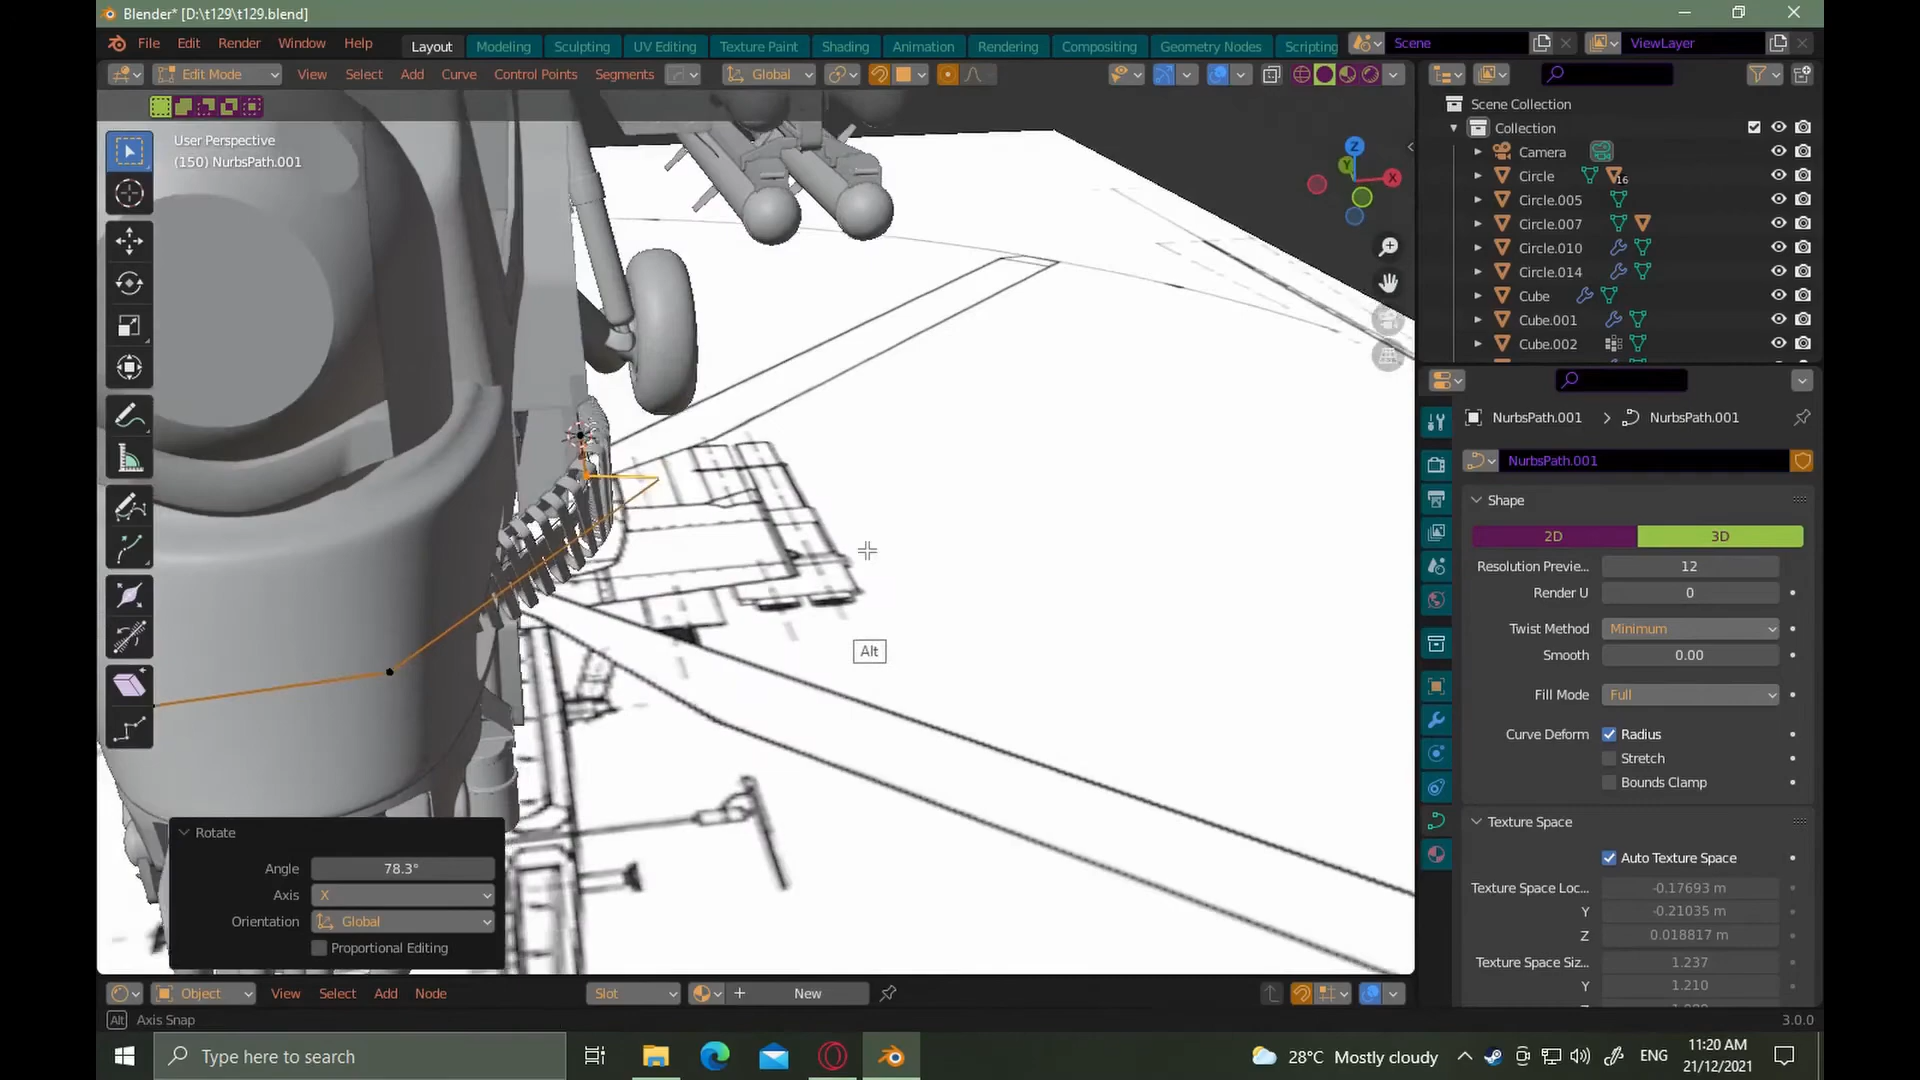 Blender* [D:\t129\t129.blend]
File Edit Render Window Help Layout Modeling Sculpting UV Editing Texture Paint Shading Animation Rendering Compositing Geometry Nodes Scripting Scene ViewLayer
Edit Mode View Select Add Curve Control Points Segments Global
User Perspective
(150) NurbsPath.001
Z
Y
X
Alt
Rotate
Angle 78.3°
Axis X
Orientation Global
Proportional Editing
Scene Collection
Collection
Camera
Circle 16
Circle.005
Circle.007
Circle.010
Circle.014
Cube
Cube.001
Cube.002
NurbsPath.001 NurbsPath.001
NurbsPath.001
Shape
2D 3D
Resolution Previe... 12
Render U 0
Twist Method Minimum
Smooth 0.00
Fill Mode Full
Curve Deform Radius
Stretch
Bounds Clamp
Texture Space
Auto Texture Space
Texture Space Loc... -0.17693 m
Y -0.21035 m
Z 0.018817 m
Texture Space Siz... 1.237
Y 1.210
Object View Select Add Node Slot New
Alt Axis Snap 3.0.0
Type here to search 28°C Mostly cloudy ENG 11:20 AM
21/12/2021